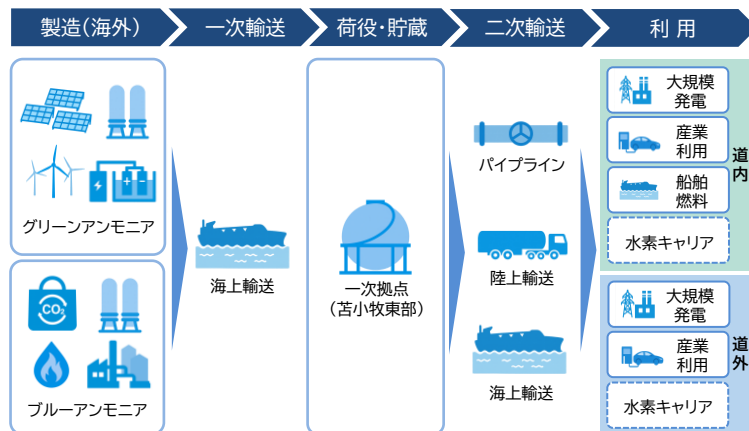 製造(海外)
一次輸送
荷役・貯蔵
二次輸送
利用
グリーンアンモニア
CO₂
ブルーアンモニア
海上輸送
一次拠点
(苫小牧東部)
パイプライン
陸上輸送
海上輸送
大規模
発電
産業
利用
船舶
燃料
水素キャリア
道内
大規模
発電
産業
利用
水素キャリア
道外